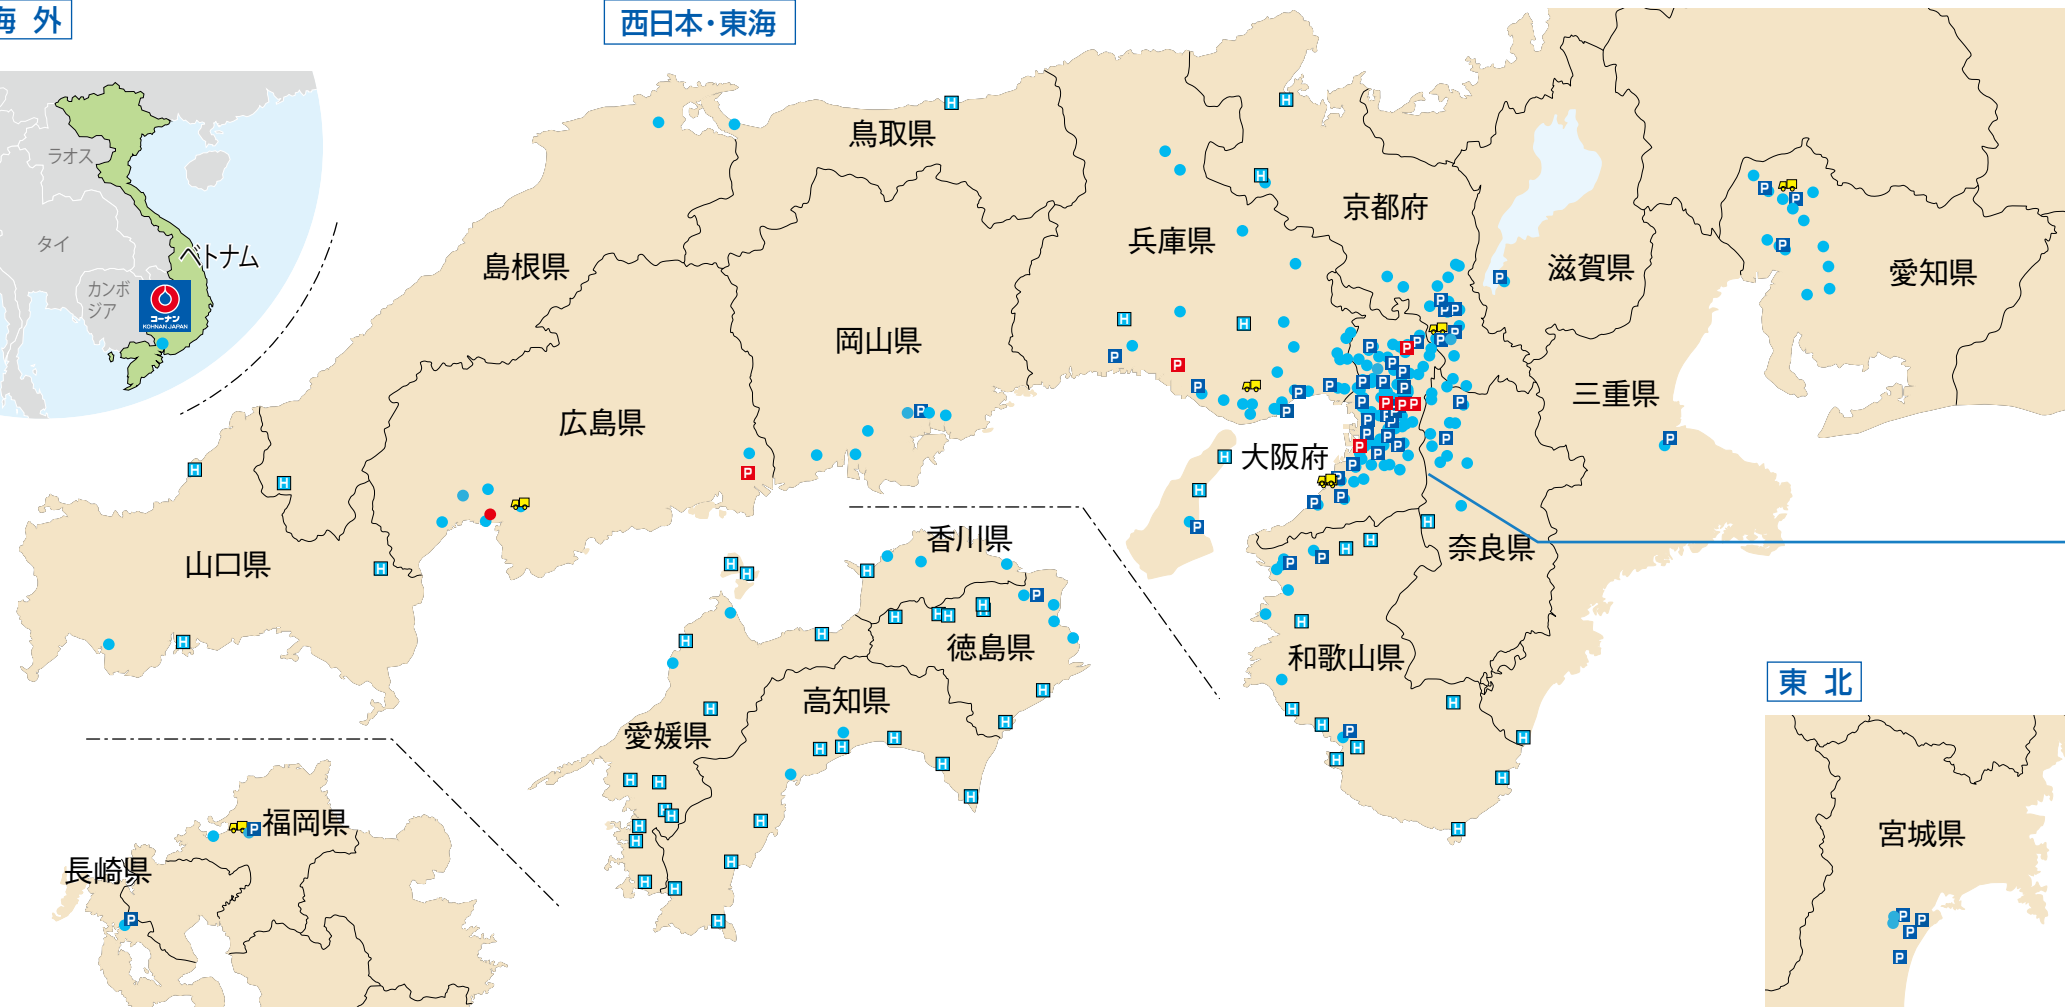 海 外
西日本・東海
ラオス
タイ
ベトナム
カンボ
ジア
コーナン
KOHNAN JAPAN
鳥取県
島根県
岡山県
広島県
山口県
兵庫県
京都府
滋賀県
愛知県
三重県
大阪府
奈良県
和歌山県
香川県
徳島県
高知県
愛媛県
福岡県
長崎県
東 北
宮城県